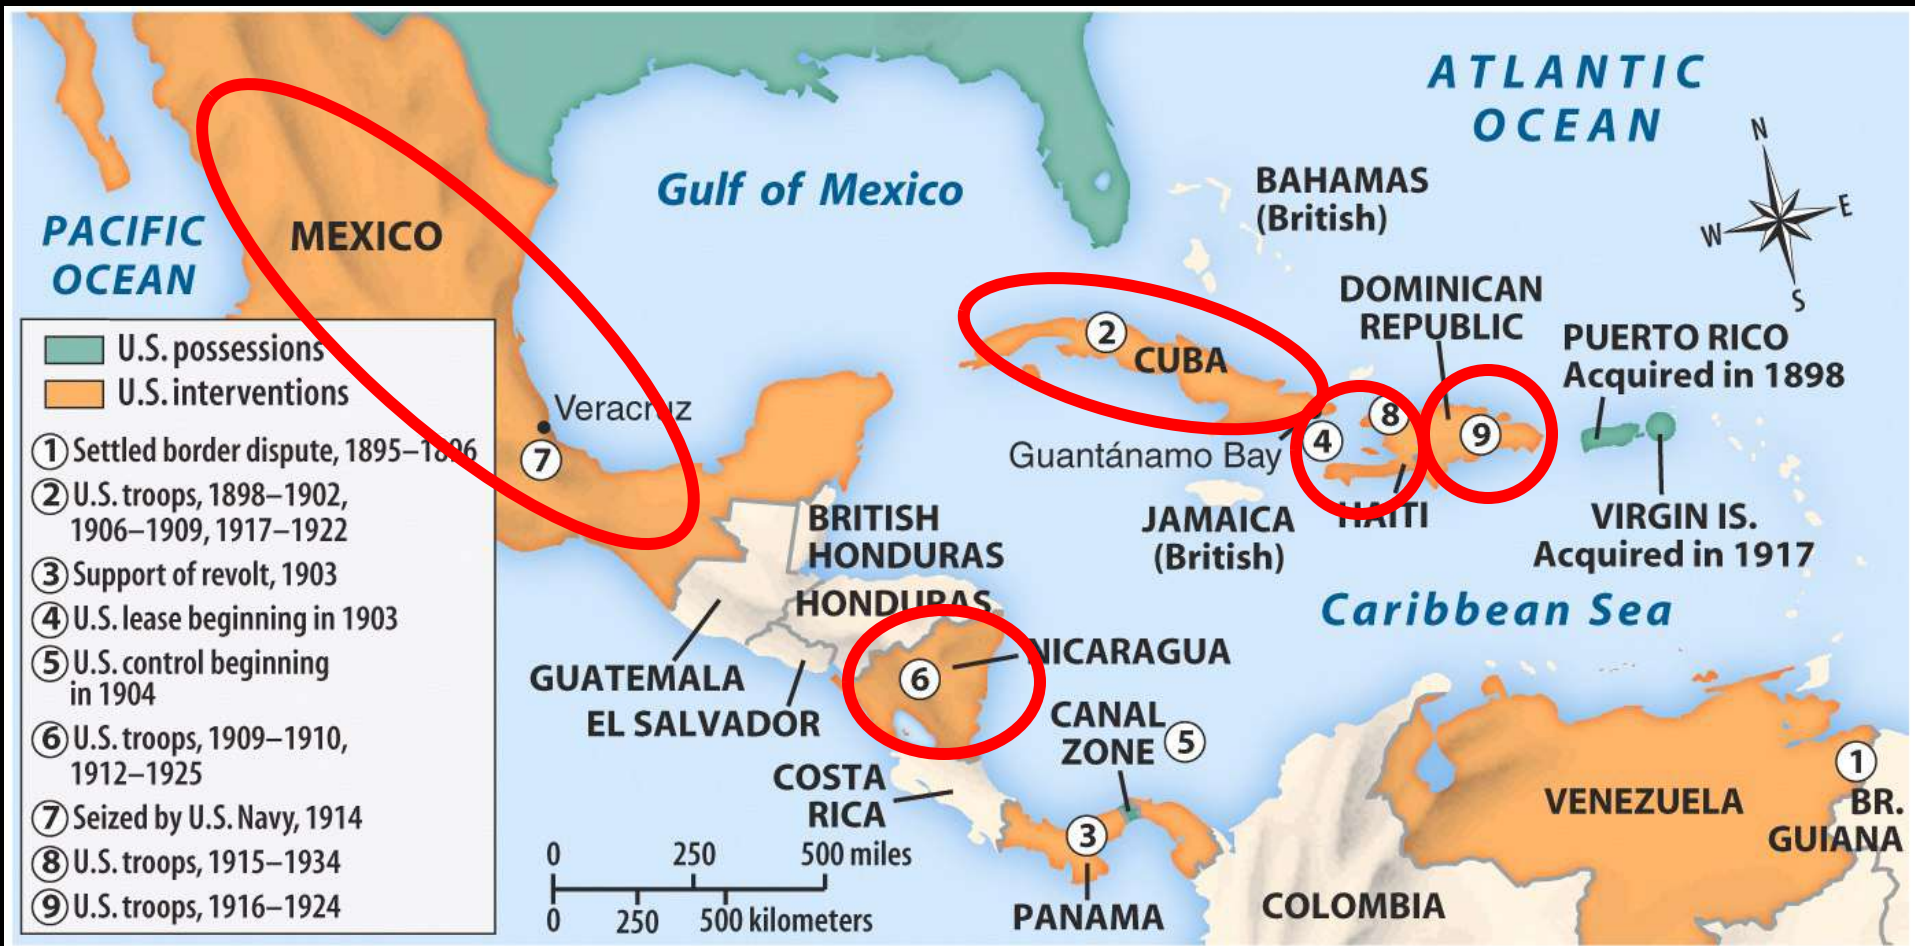 ATLANTIC
OCEAN
N
E
W
S
Gulf of Mexico
BAHAMAS
(British)
PACIFIC
OCEAN
MEXICO
DOMINICAN
REPUBLIC
PUERTO RICO
Acquired in 1898
2
CUBA
Veracruz
7
8
9
4
Guantánamo Bay
HAITI
JAMAICA
(British)
VIRGIN IS.
Acquired in 1917
BRITISH
HONDURAS
HONDURAS
Caribbean Sea
NICARAGUA
6
GUATEMALA
EL SALVADOR
CANAL
ZONE
5
COSTA
RICA
3
PANAMA
COLOMBIA
VENEZUELA
1
BR.
GUIANA
U.S. possessions
U.S. interventions
1 Settled border dispute, 1895–1896
2 U.S. troops, 1898–1902,
1906–1909, 1917–1922
3 Support of revolt, 1903
4 U.S. lease beginning in 1903
5 U.S. control beginning
in 1904
6 U.S. troops, 1909–1910,
1912–1925
7 Seized by U.S. Navy, 1914
8 U.S. troops, 1915–1934
9 U.S. troops, 1916–1924
0 250 500 miles
0 250 500 kilometers